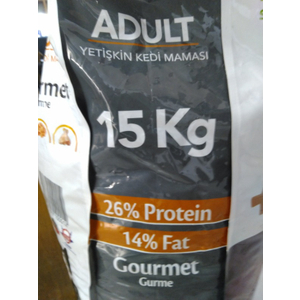 ADULT
YETİŞKİN KEDİ MAMASI
15 Kg
26% Protein
14% Fat
Gourmet
Gurme